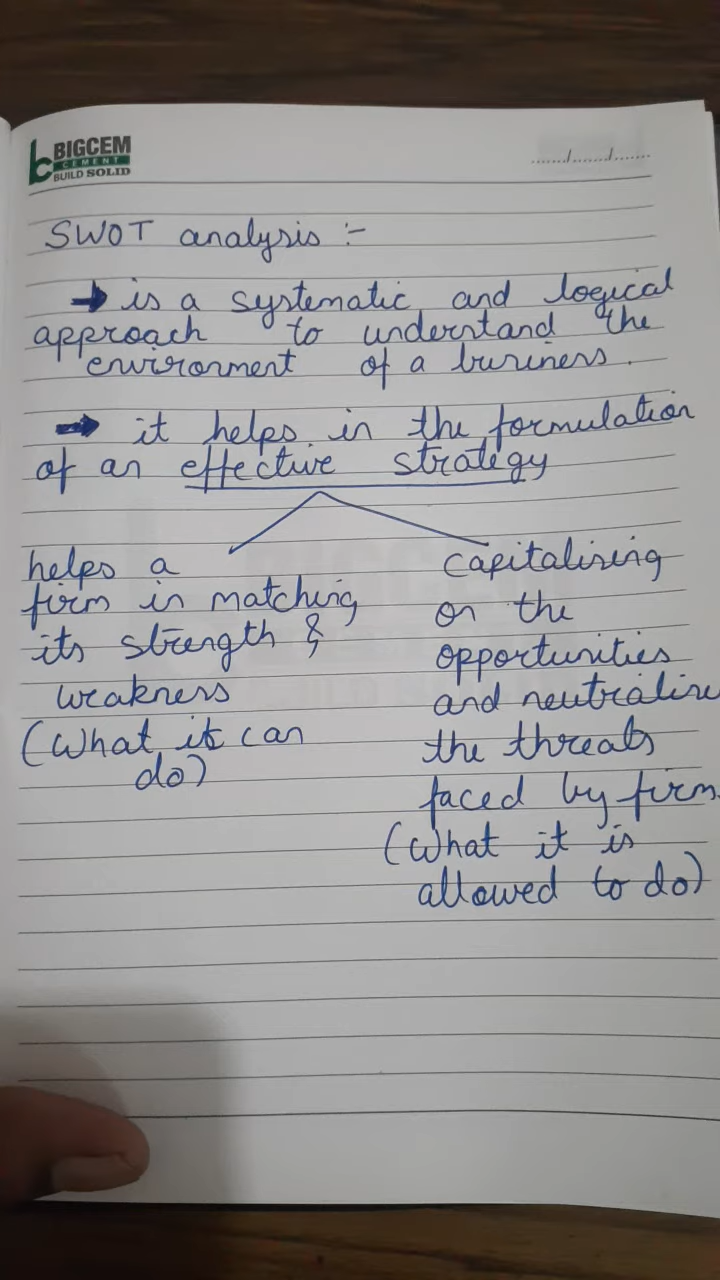 BIGCEM
CEMENT
BUILD SOLID
......./......./.......
SWOT analysis :-
→ is a systematic and logical
approach to understand the
environment of a business.
→ it helps in the formulation
of an effective strategy
helps a
firm in matching
its strength &
weakness
(What it can
do)
Capitalising
on the
opportunities
and neutralise
the threats
faced by firm.
(What it is
allowed to do)